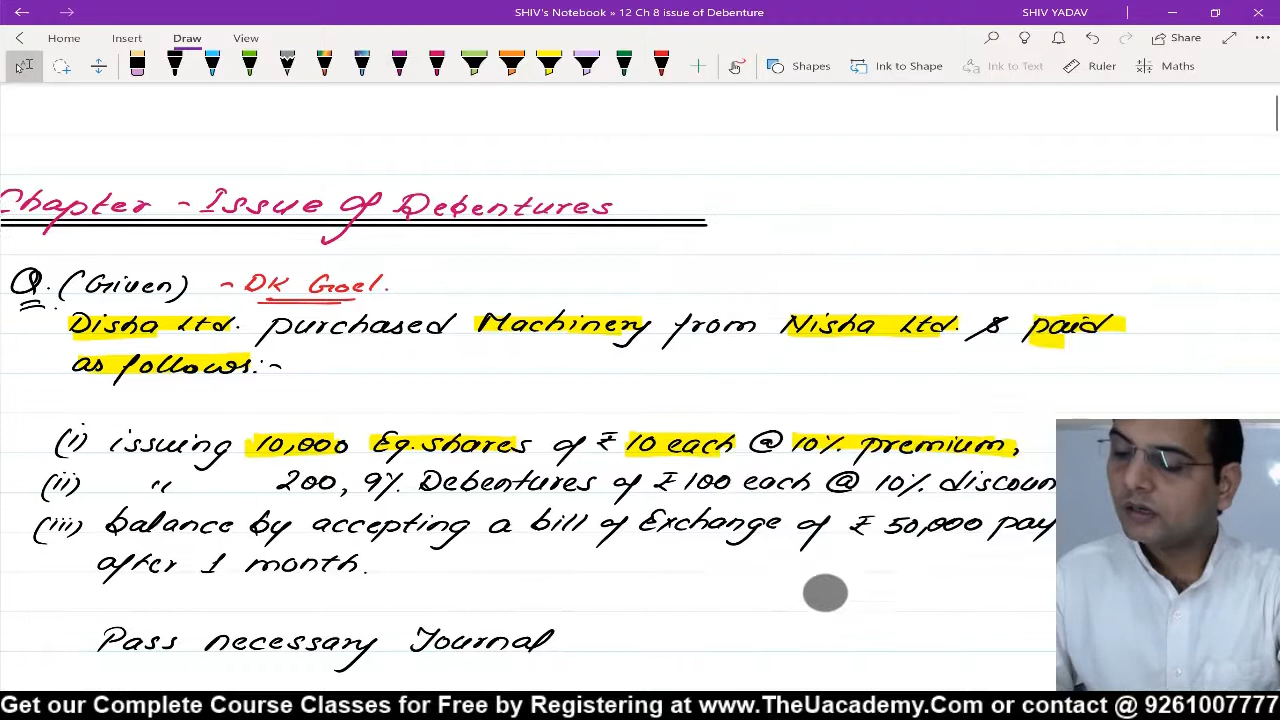 SHIV's Notebook » 12 Ch 8 issue of Debenture
SHIV YADAV
Home Insert Draw View
Share
Shapes Ink to Shape Ink to Text Ruler Maths
Chapter - Issue of Debentures
Q. (Given) - DK Goel.
Disha Ltd. purchased Machinery from Nisha Ltd. & paid
as follows:-
(i) issuing 10,000 Eq. shares of ₹ 10 each @ 10% premium,
(ii) " 200, 9% Debentures of ₹ 100 each @ 10% discoun
(iii) balance by accepting a bill of Exchange of ₹ 50,000 pay
after 1 month.
Pass necessary Journal
Get our Complete Course Classes for Free by Registering at www.TheUacademy.Com or contact @ 9261007777